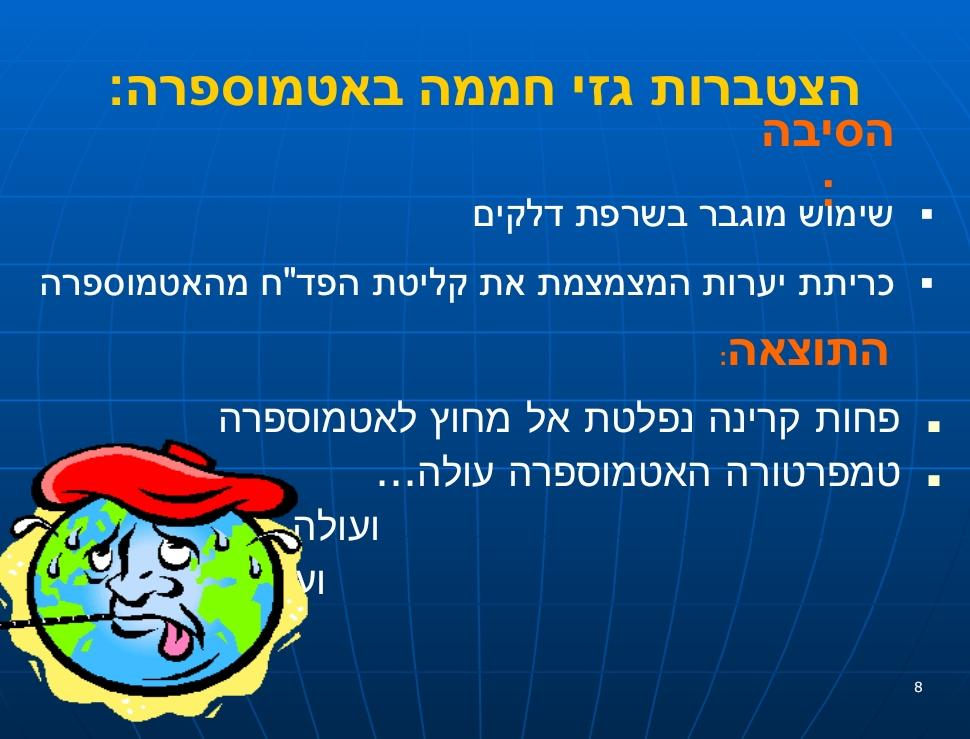 הצטברות גזי חממה באטמוספרה:
הסיבה:
שימוש מוגבר בשרפת דלקים
כריתת יערות המצמצמת את קליטת הפד"ח מהאטמוספרה
התוצאה:
פחות קרינה נפלטת אל מחוץ לאטמוספרה
טמפרטורה האטמוספרה עולה...
ועולה
8